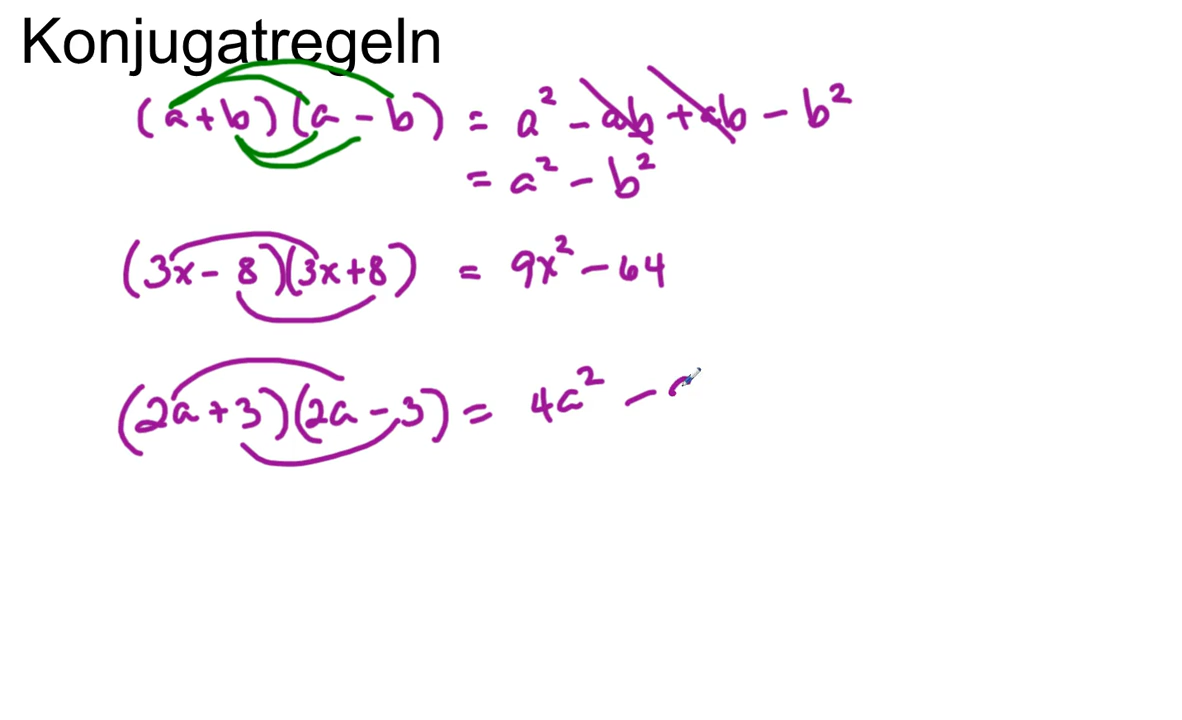 Konjugatregeln
(a+b)(a-b) = a² - ab + ab - b²
= a² - b²
(3x-8)(3x+8) = 9x² - 64
(2a+3)(2a-3) = 4a² -